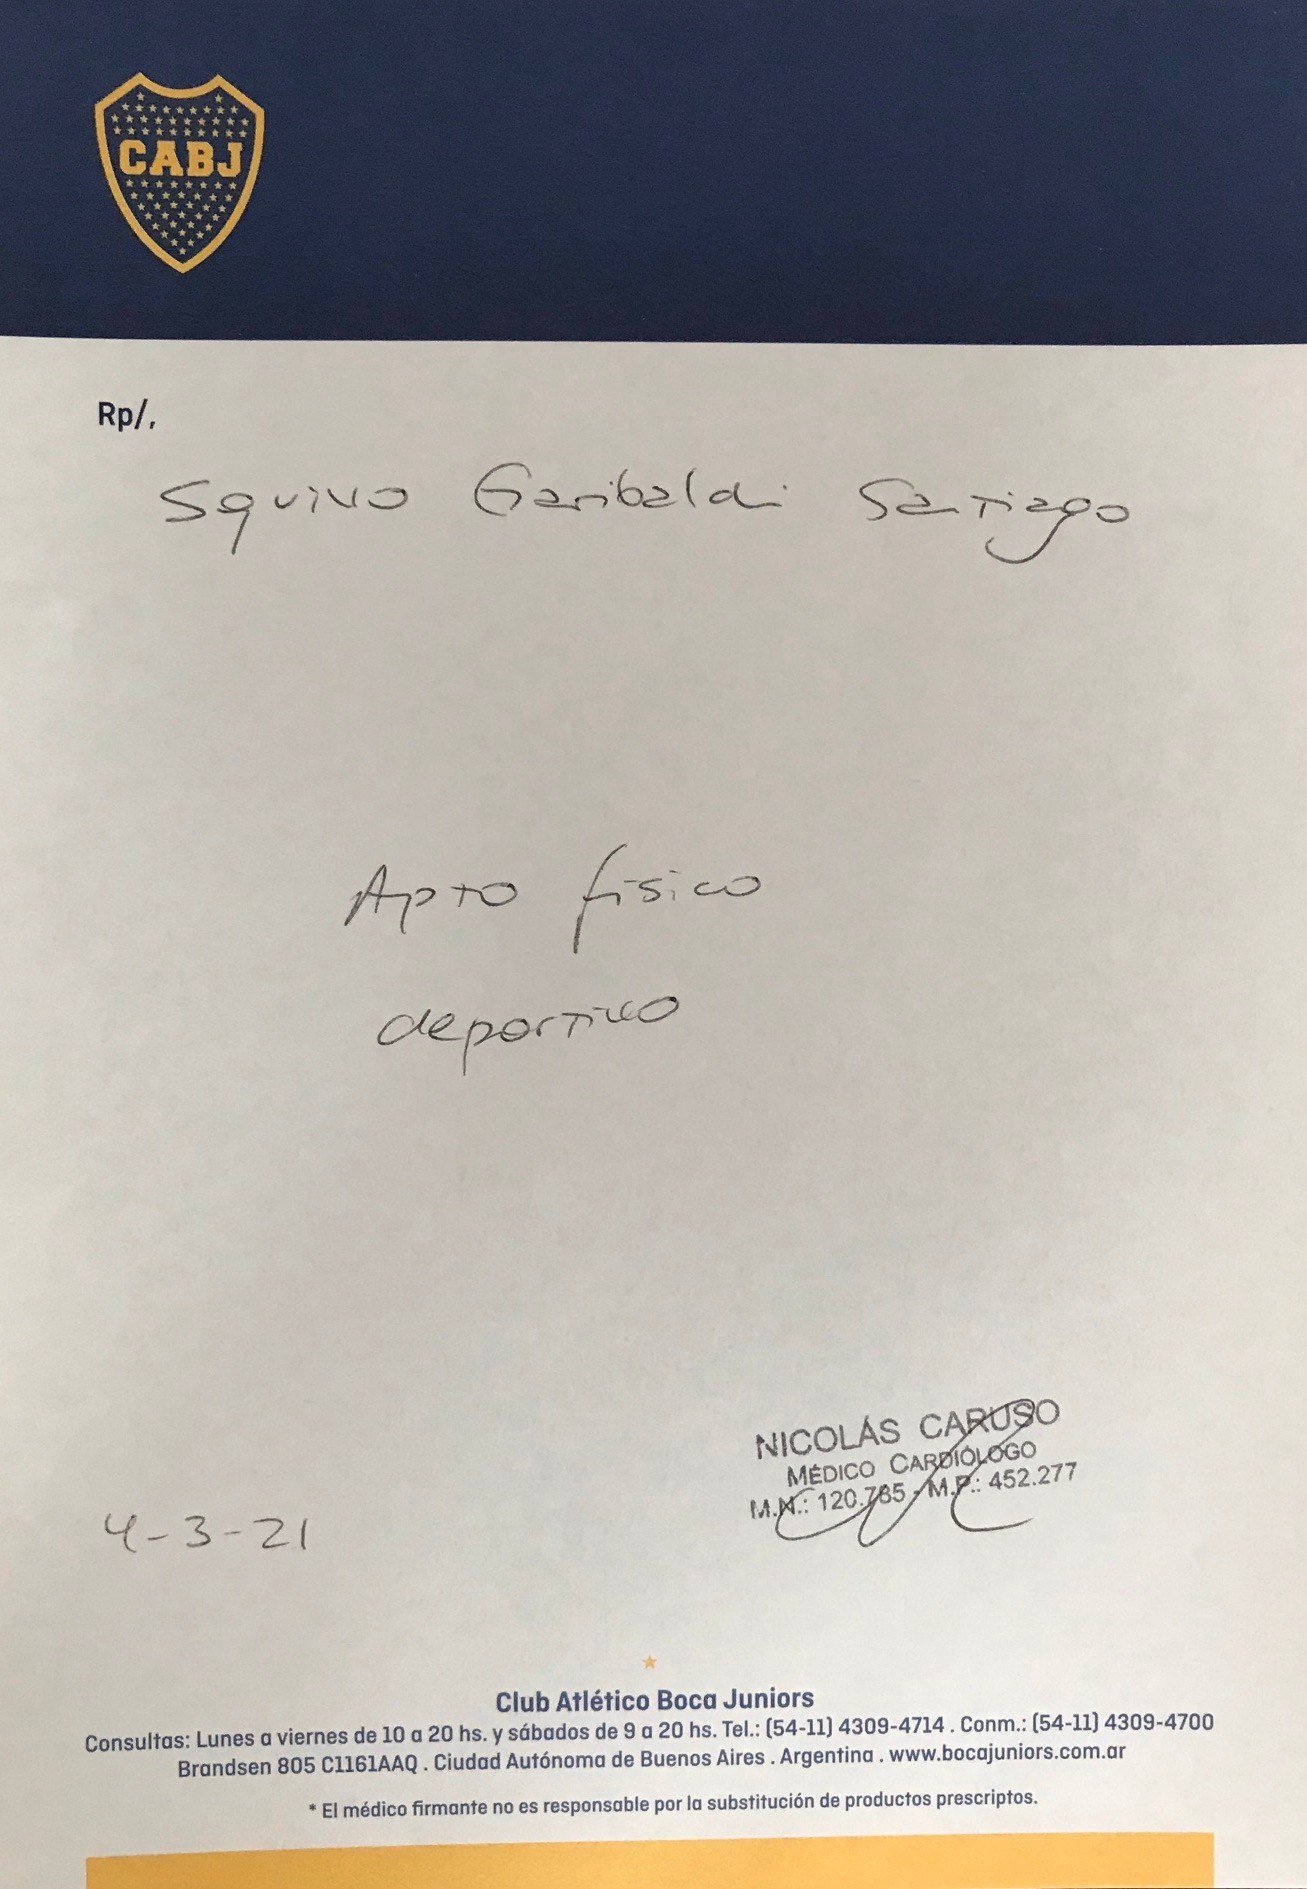 CABJ
Rp/,
Squivo Garibaldi Santiago
Apto físico
deportivo
NICOLÁS CARUSO
MÉDICO CARDIÓLOGO
M.N.: 120.785 - M.P.: 452.277
4-3-21
Club Atlético Boca Juniors
Consultas: Lunes a viernes de 10 a 20 hs. y sábados de 9 a 20 hs. Tel.: (54-11) 4309-4714 . Conm.: (54-11) 4309-4700
Brandsen 805 C1161AAQ . Ciudad Autónoma de Buenos Aires . Argentina . www.bocajuniors.com.ar
* El médico firmante no es responsable por la substitución de productos prescriptos.